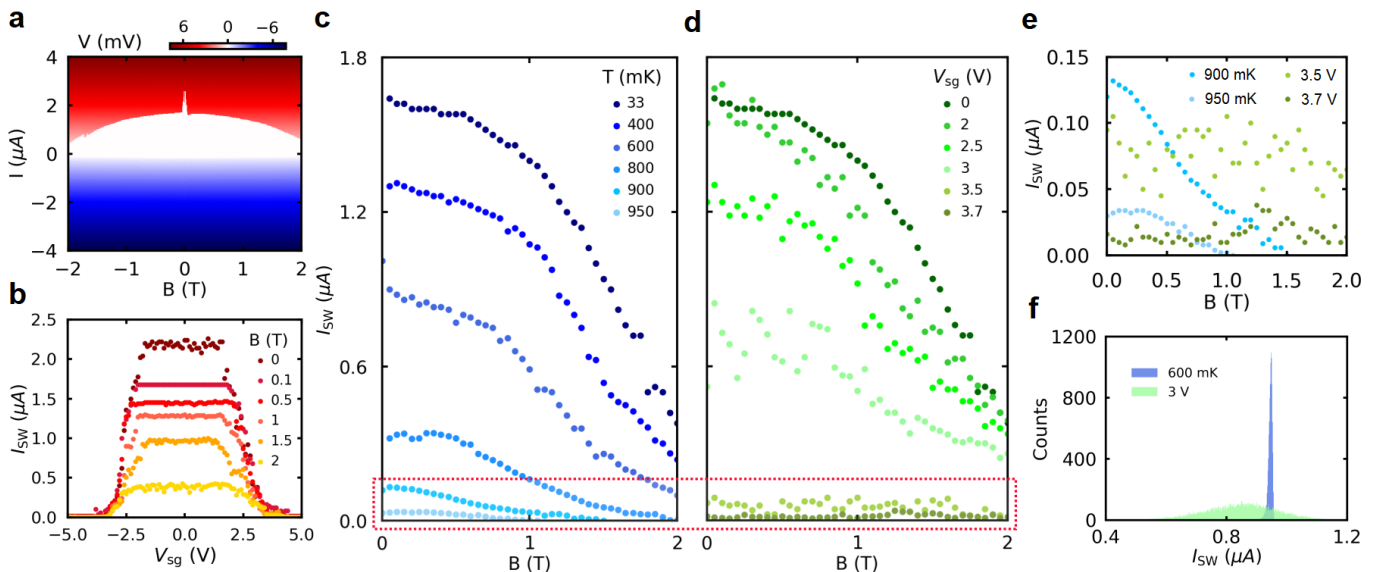 a
V (mV)
6 0 −6
I (μA)
4
2
0
−2
−4
−2 −1 0 1 2
B (T)
b
I_SW (μA)
2.5
2.0
1.5
1.0
0.5
0.0
B (T)
0
0.1
0.5
1
1.5
2
−5.0 −2.5 0.0 2.5 5.0
V_sg (V)
c
I_SW (μA)
1.8
1.2
0.6
0.0
T (mK)
33
400
600
800
900
950
0 1 2
B (T)
d
V_sg (V)
0
2
2.5
3
3.5
3.7
0 1 2
B (T)
e
I_SW (μA)
0.15
0.10
0.05
0.00
900 mK 3.5 V
950 mK 3.7 V
0.0 0.5 1.0 1.5 2.0
B (T)
f
Counts
1200
800
400
0
600 mK
3 V
0.4 0.8 1.2
I_SW (μA)